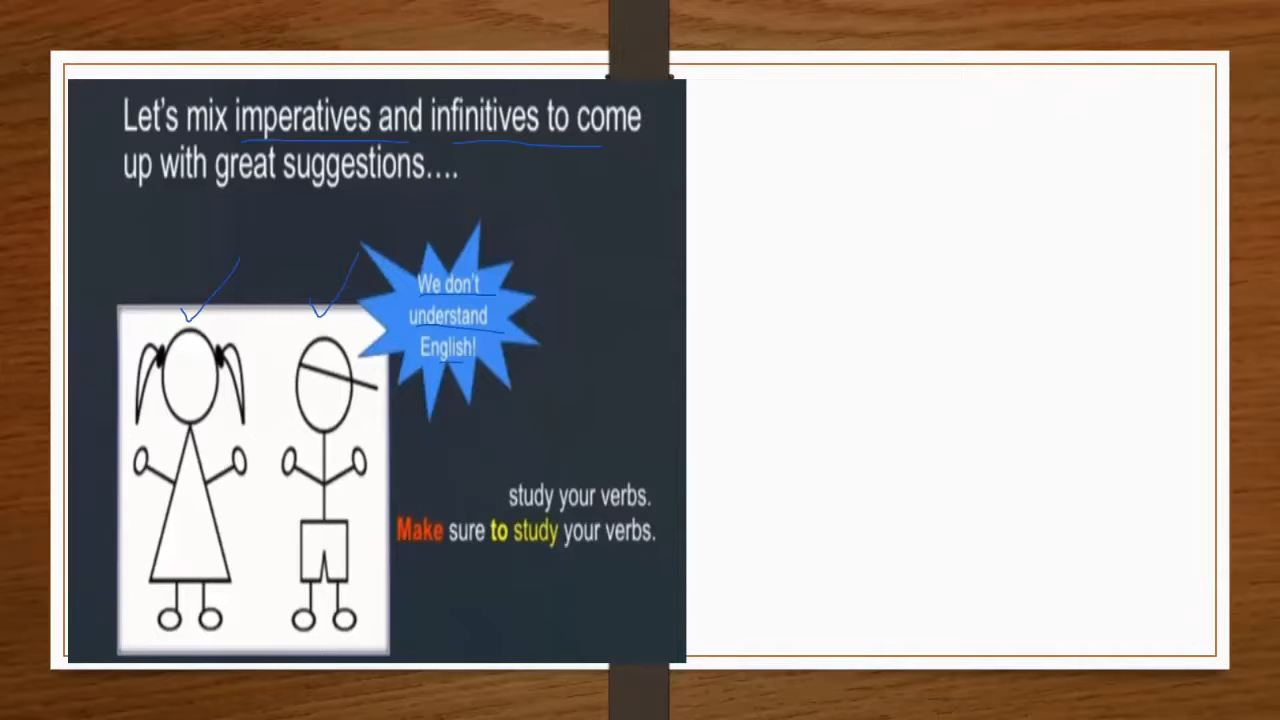 Let's mix imperatives and infinitives to come
up with great suggestions....
We don't
understand
English!
study your verbs.
Make sure to study your verbs.